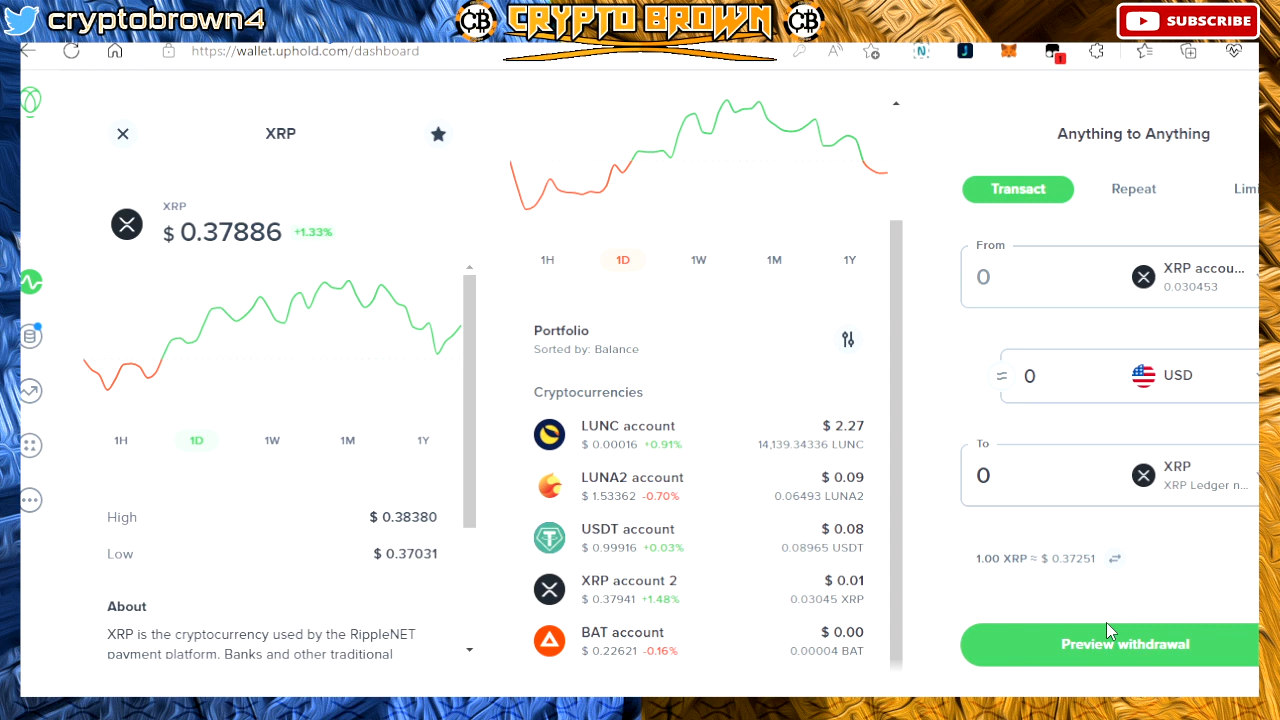 cryptobrown4
CB
CRYPTO BROWN
CB
SUBSCRIBE
https://wallet.uphold.com/dashboard
XRP
XRP
$ 0.37886 +1.33%
1H 1D 1W 1M 1Y
High $ 0.38380
Low $ 0.37031
About
XRP is the cryptocurrency used by the RippleNET
payment platform. Banks and other traditional
1H 1D 1W 1M 1Y
Portfolio
Sorted by: Balance
Cryptocurrencies
LUNC account $ 2.27
$ 0.00016 +0.91% 14,139.34336 LUNC
LUNA2 account $ 0.09
$ 1.53362 -0.70% 0.06493 LUNA2
USDT account $ 0.08
$ 0.99916 +0.03% 0.08965 USDT
XRP account 2 $ 0.01
$ 0.37941 +1.48% 0.03045 XRP
BAT account $ 0.00
$ 0.22621 -0.16% 0.00004 BAT
Anything to Anything
Transact Repeat Limi
From
0 XRP accou...
0.030453
0 USD
To
0 XRP
XRP Ledger n...
1.00 XRP ≈ $ 0.37251
Preview withdrawal